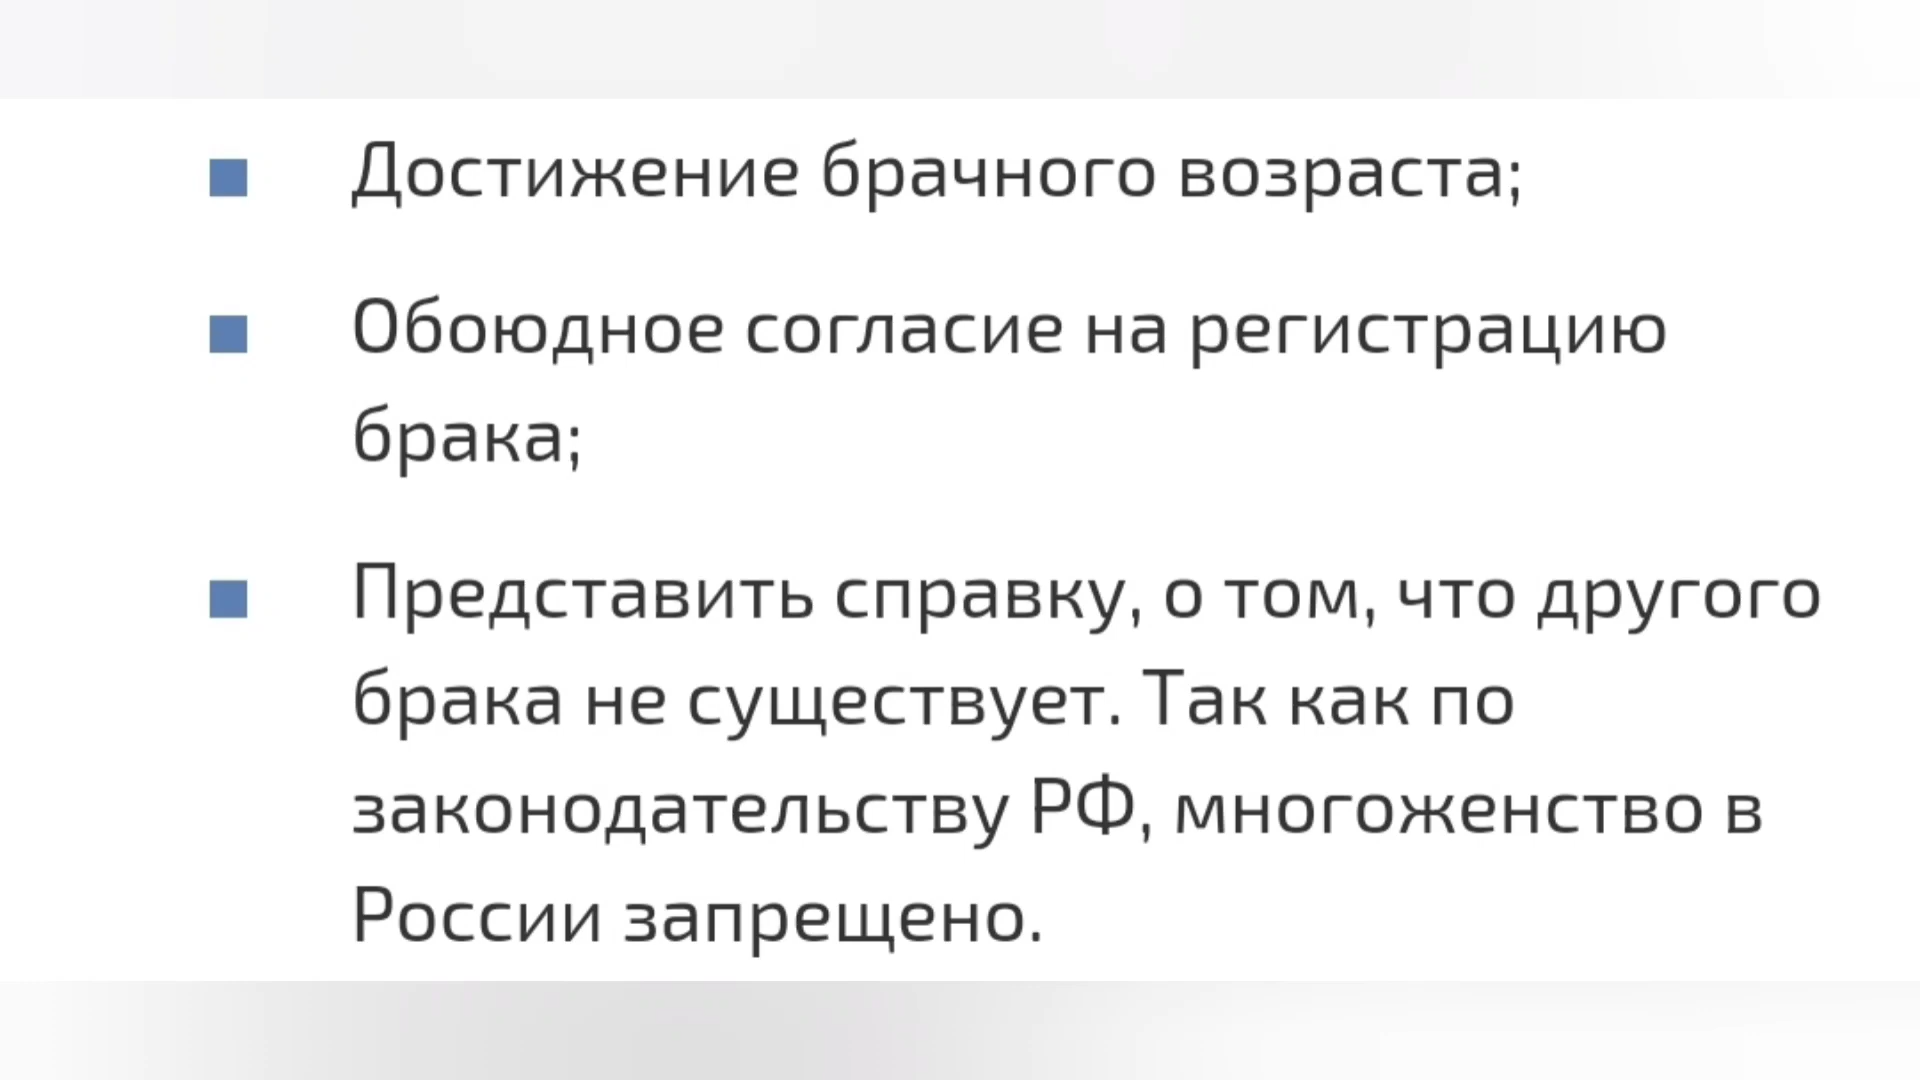 Достижение брачного возраста;
Обоюдное согласие на регистрацию
брака;
Представить справку, о том, что другого
брака не существует. Так как по
законодательству РФ, многоженство в
России запрещено.